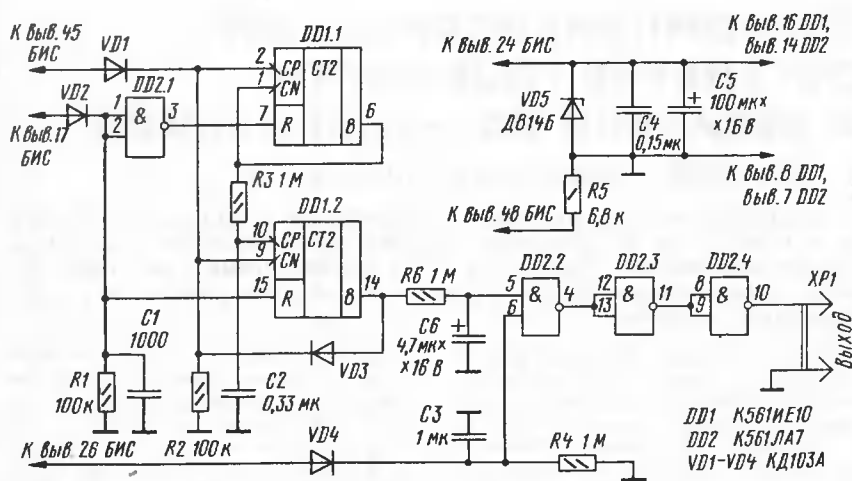 К выв. 45
БИС
VD1
VD2
К выв. 17
БИС
1
2
&
3
DD2.1
DD1.1
2
1
7
CP
CN
R
CT2
8
6
R3 1 М
DD1.2
10
9
15
CP
CN
R
CT2
8
14
R6 1 М
C1
1000
R1
100к
R2 100 к
C2
0,33 мк
VD3
C6
4,7 мк×
×16 В
C3
1 мк
VD4
R4 1 М
К выв. 26 БИС
К выв. 24 БИС
К выв. 16 DD1,
выв. 14 DD2
VD5
Д814Б
C4
0,15мк
C5
100 мк×
×16 В
К выв. 8 DD1,
выв. 7 DD2
R5
6,8 к
К выв. 48 БИС
DD2.2
5
6
&
4
DD2.3
12
13
&
11
DD2.4
8
9
&
10
XP1
Выход
DD1 К561ИЕ10
DD2 К561ЛА7
VD1-VD4 КД103А